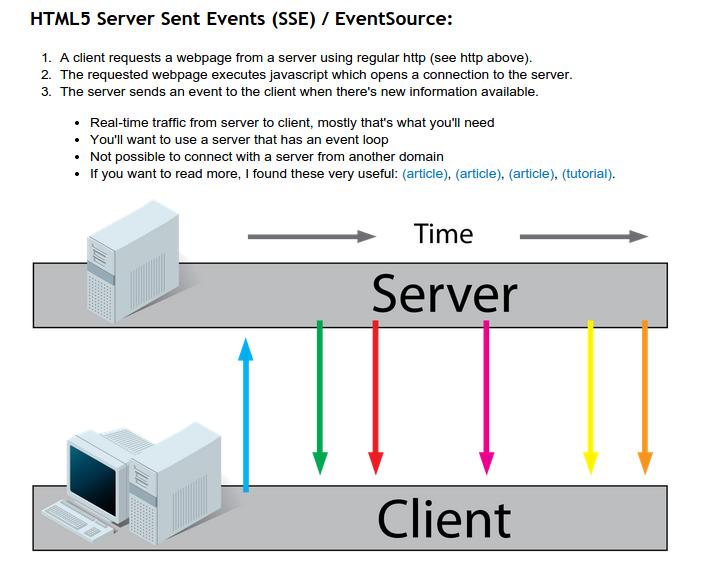 HTML5 Server Sent Events (SSE) / EventSource:
1. A client requests a webpage from a server using regular http (see http above).
2. The requested webpage executes javascript which opens a connection to the server.
3. The server sends an event to the client when there's new information available.
• Real-time traffic from server to client, mostly that's what you'll need
• You'll want to use a server that has an event loop
• Not possible to connect with a server from another domain
• If you want to read more, I found these very useful: (article), (article), (article), (tutorial).
Time
Server
Client